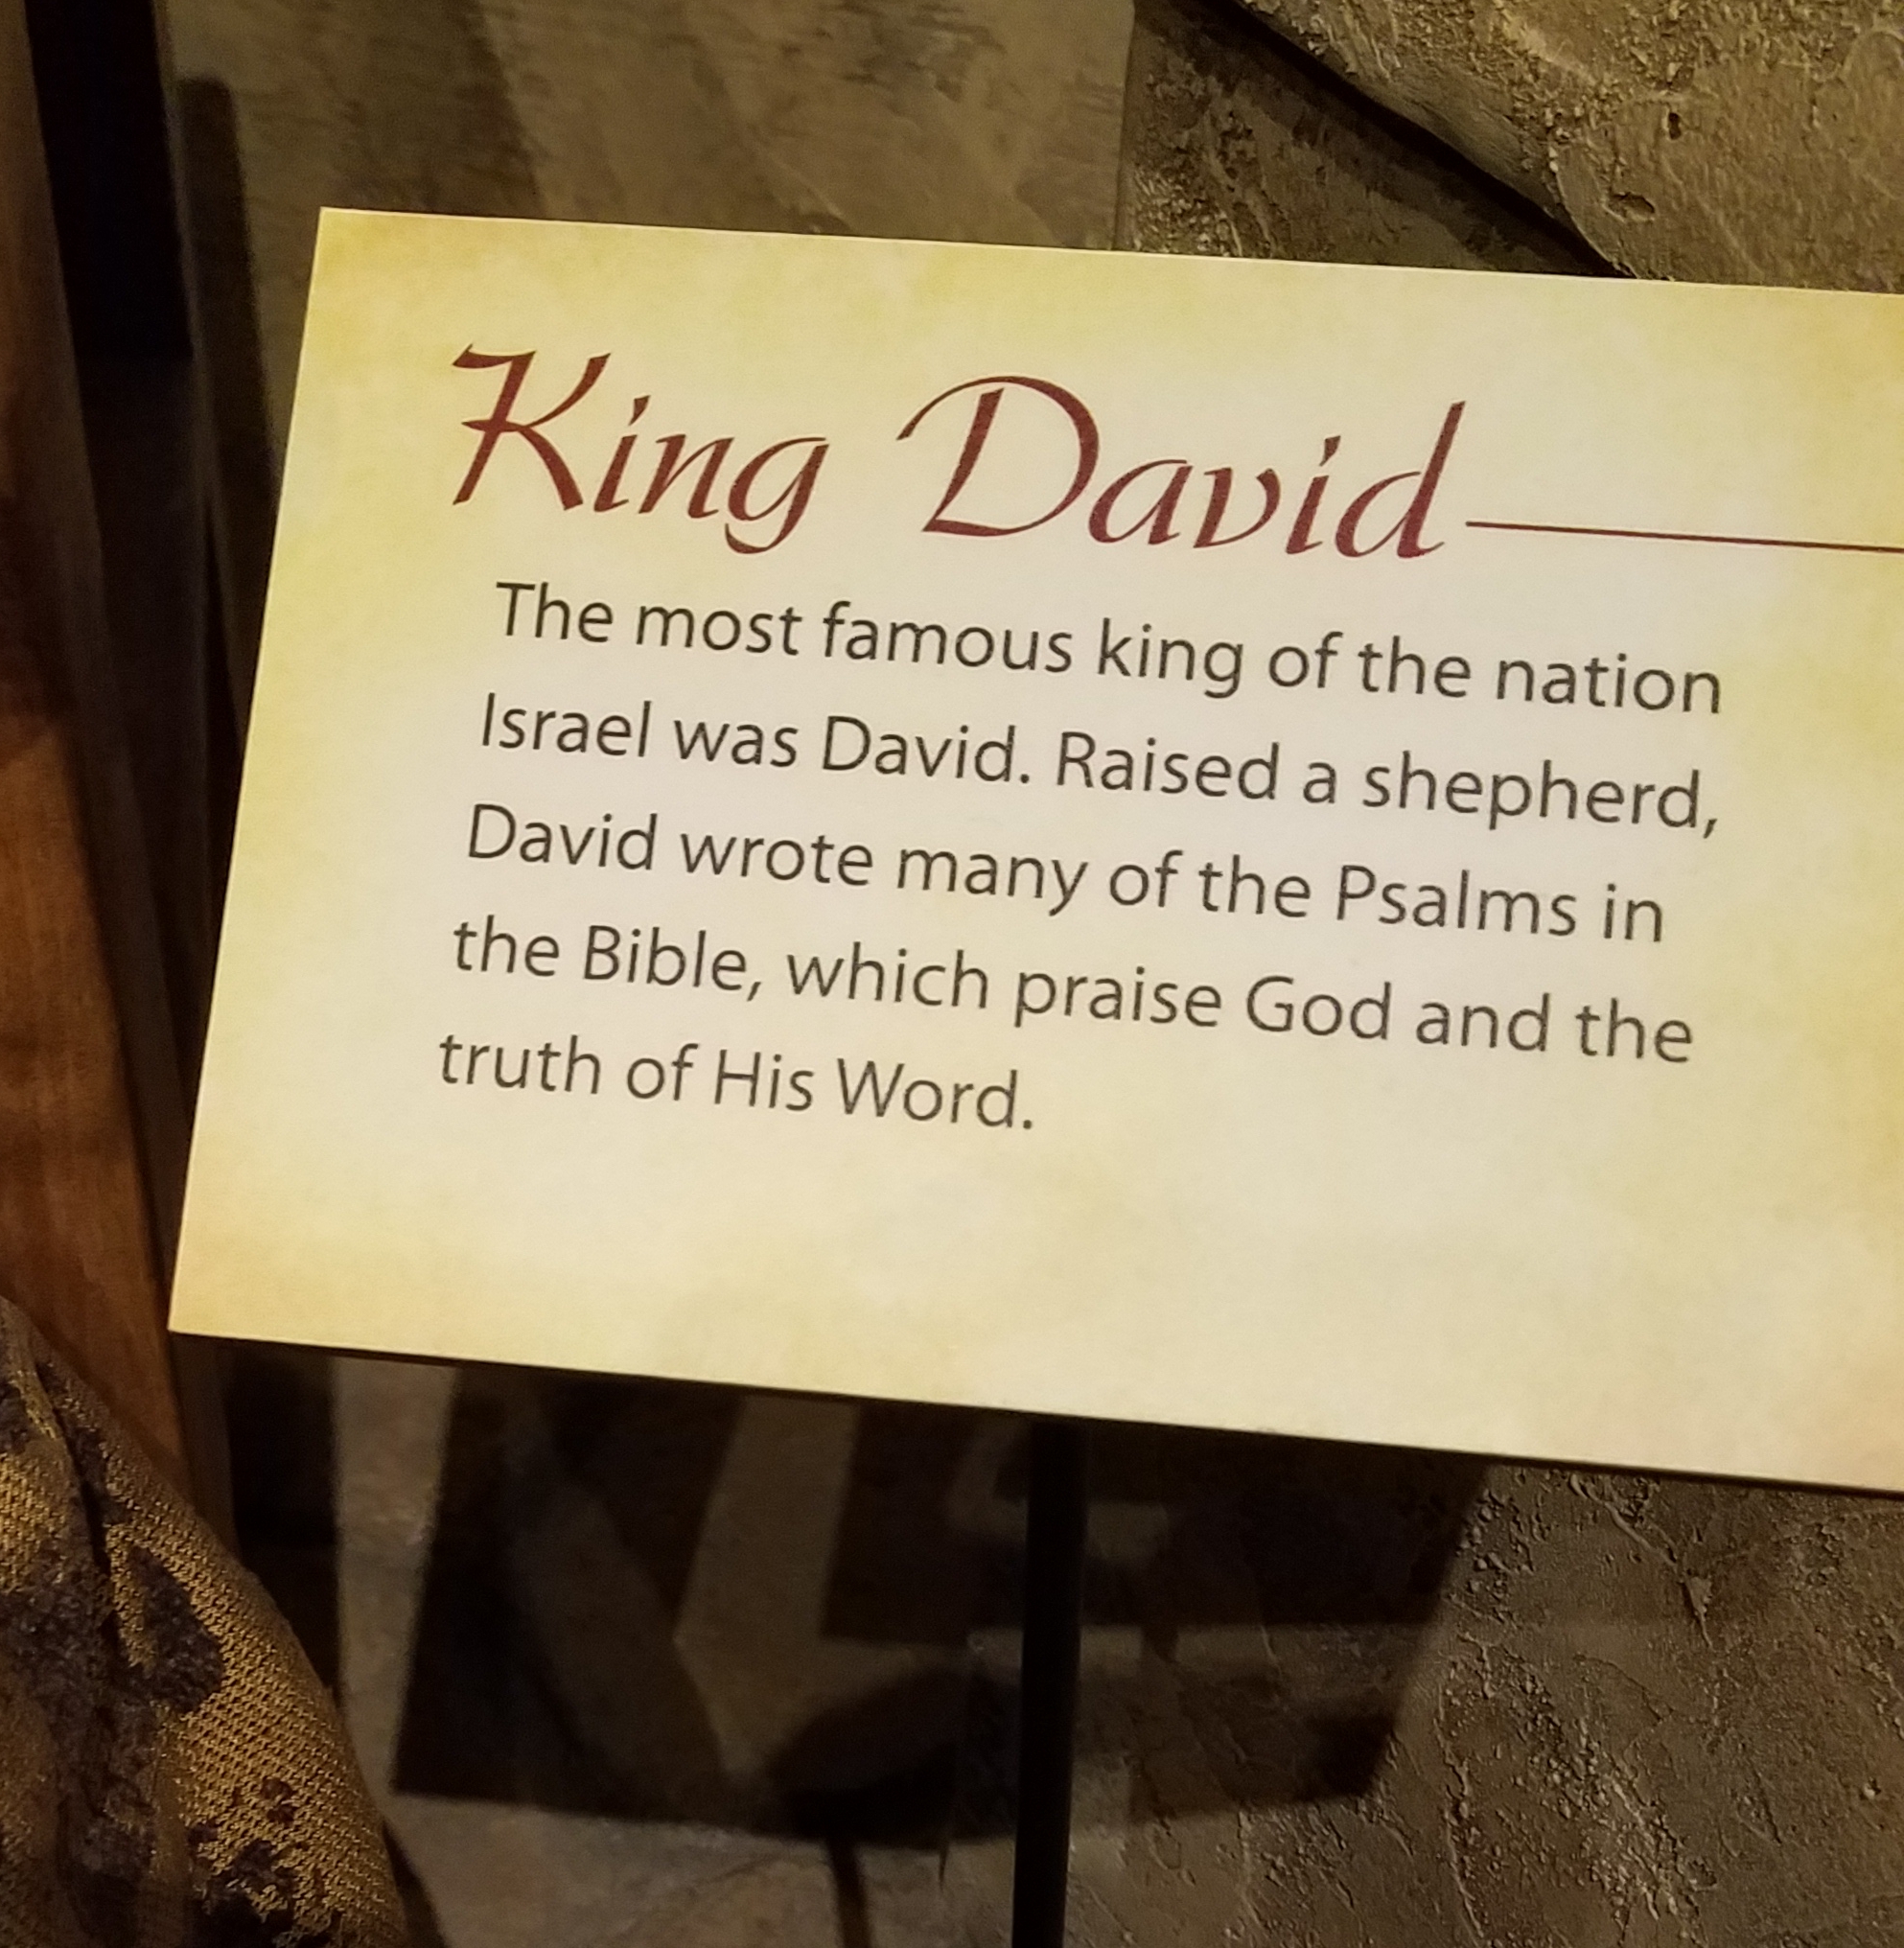 King David
The most famous king of the nation
Israel was David. Raised a shepherd,
David wrote many of the Psalms in
the Bible, which praise God and the
truth of His Word.